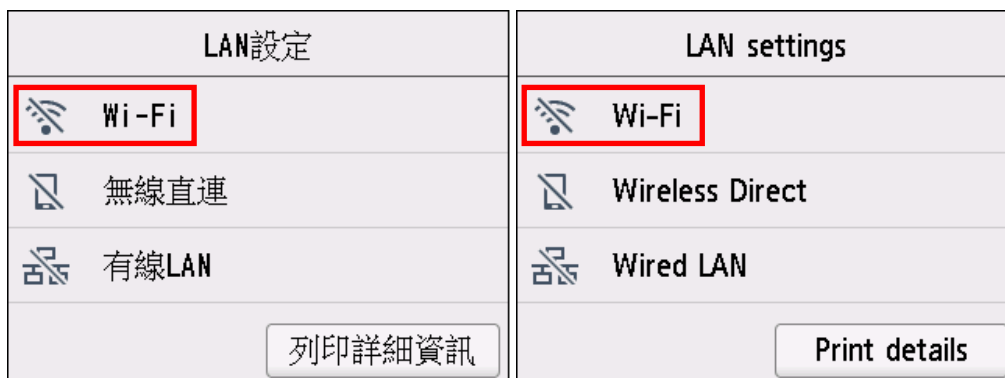 LAN設定
Wi-Fi
無線直連
有線LAN
列印詳細資訊
LAN settings
Wi-Fi
Wireless Direct
Wired LAN
Print details